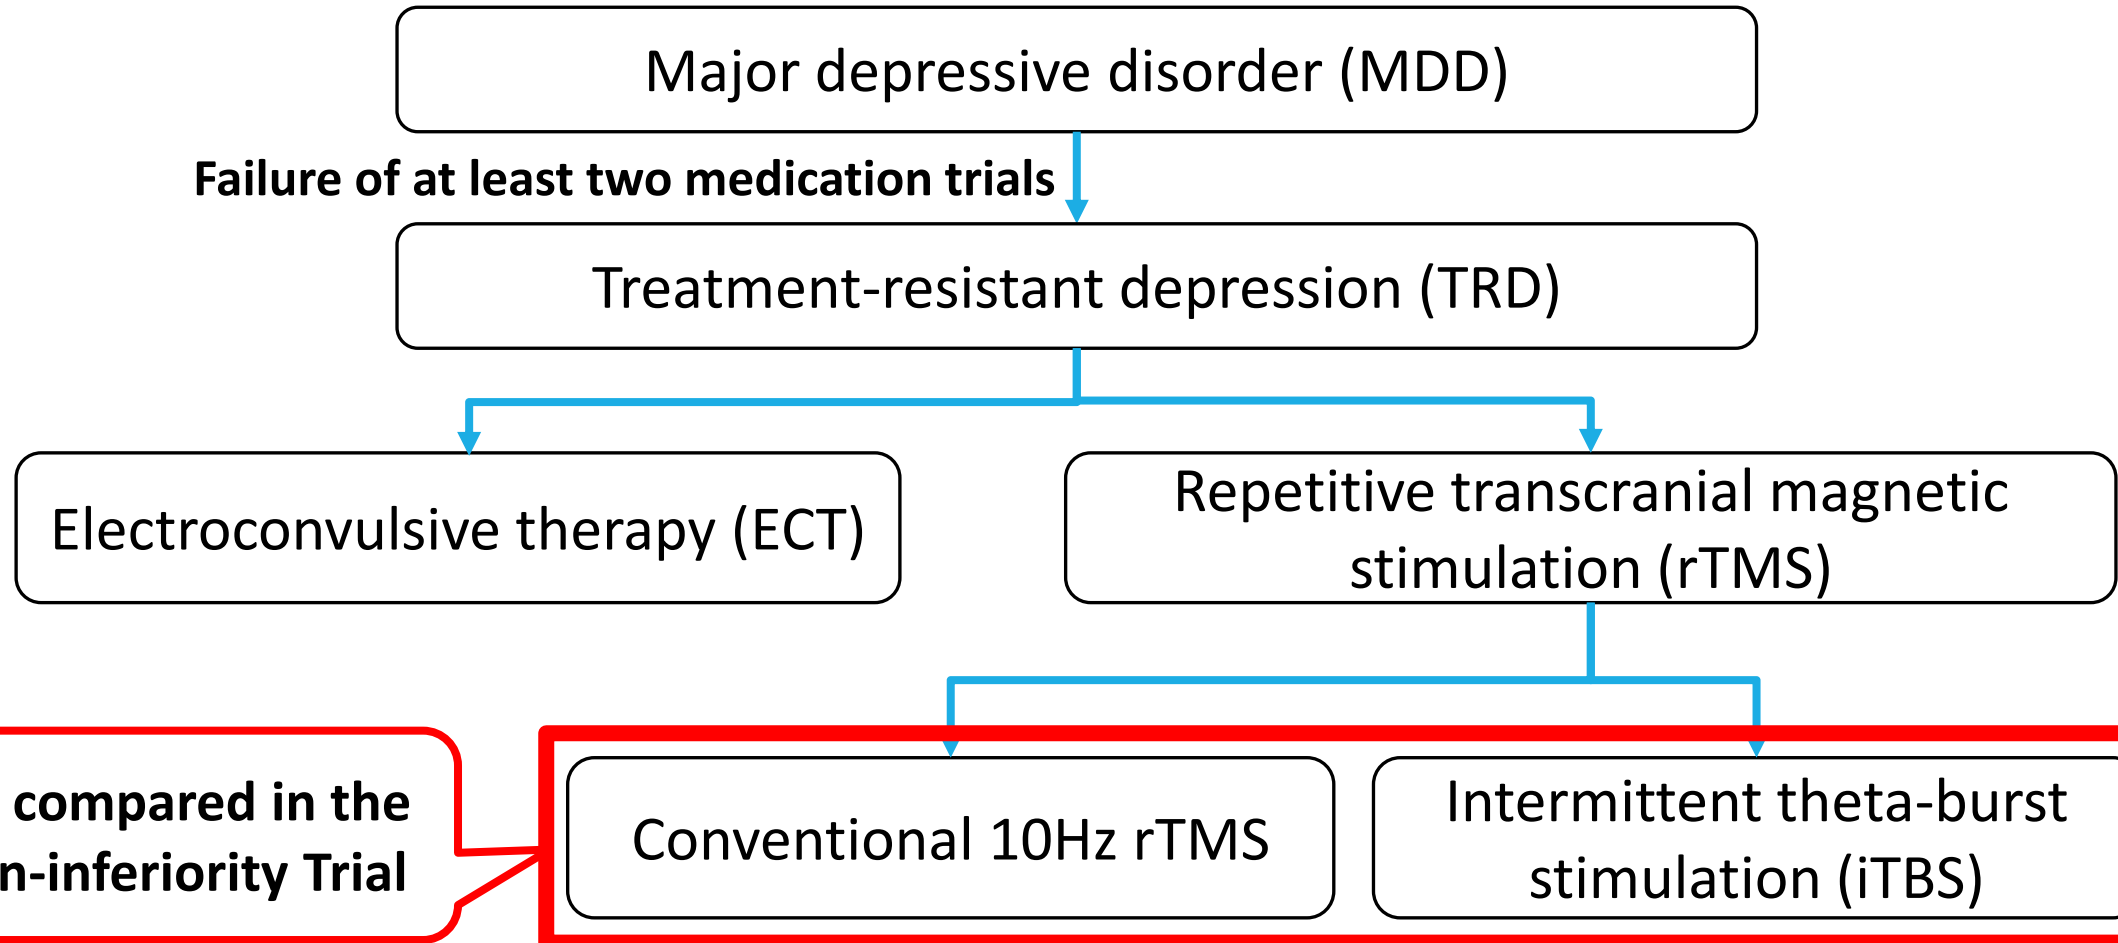 Major depressive disorder (MDD)
Failure of at least two medication trials
Treatment-resistant depression (TRD)
Electroconvulsive therapy (ECT)
Repetitive transcranial magnetic
stimulation (rTMS)
compared in the
n-inferiority Trial
Conventional 10Hz rTMS
Intermittent theta-burst
stimulation (iTBS)